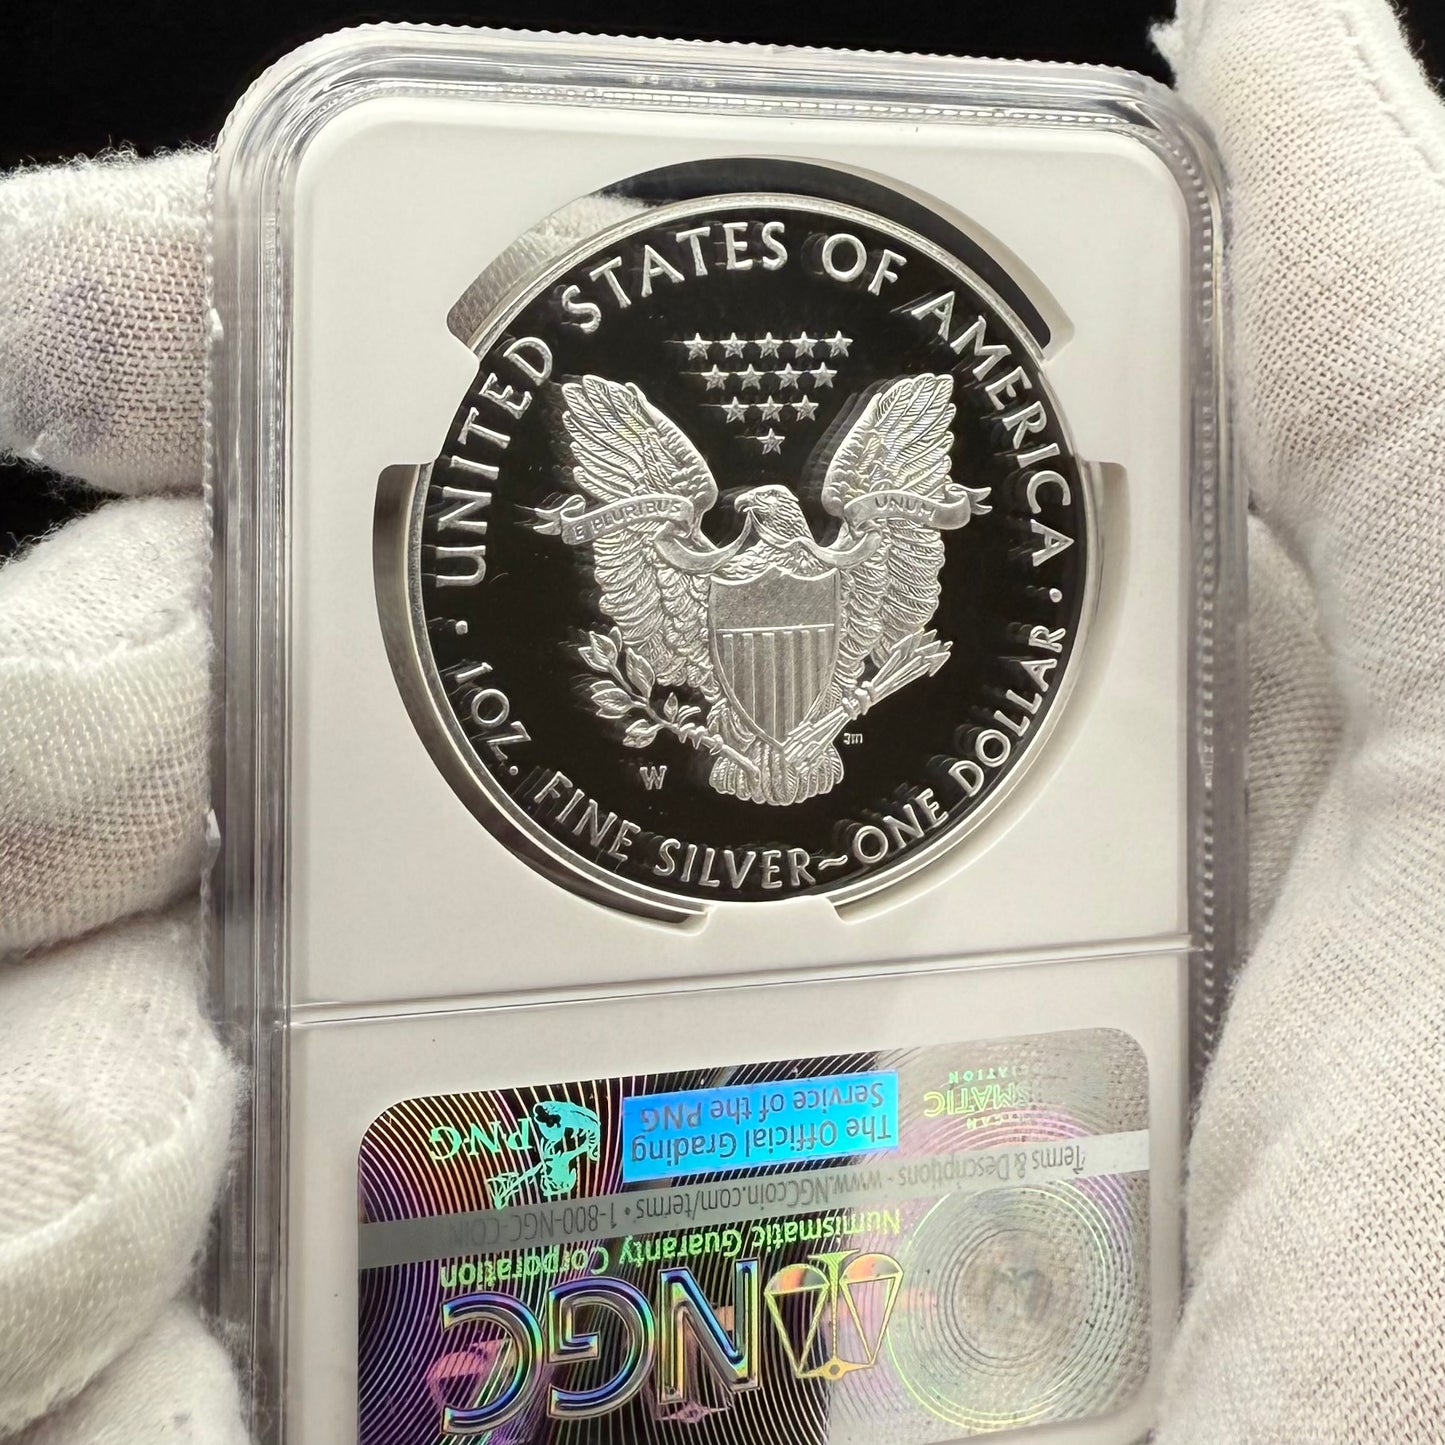 UNITED STATES OF AMERICA
E PLURIBUS UNUM
W
JM
• 1 OZ. FINE SILVER~ONE DOLLAR •
NGC
Numismatic Guaranty Corporation
Terms & Descriptions - www.NGCcoin.com/terms • 1-800-NGC-COIN
The Official Grading
Service of the PNG
PNG